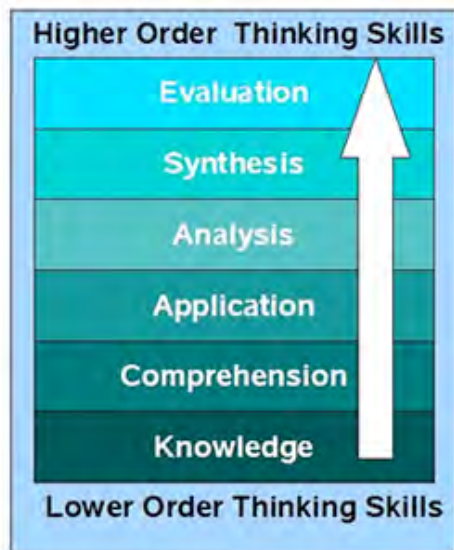 Higher Order Thinking Skills
Evaluation
Synthesis
Analysis
Application
Comprehension
Knowledge
Lower Order Thinking Skills